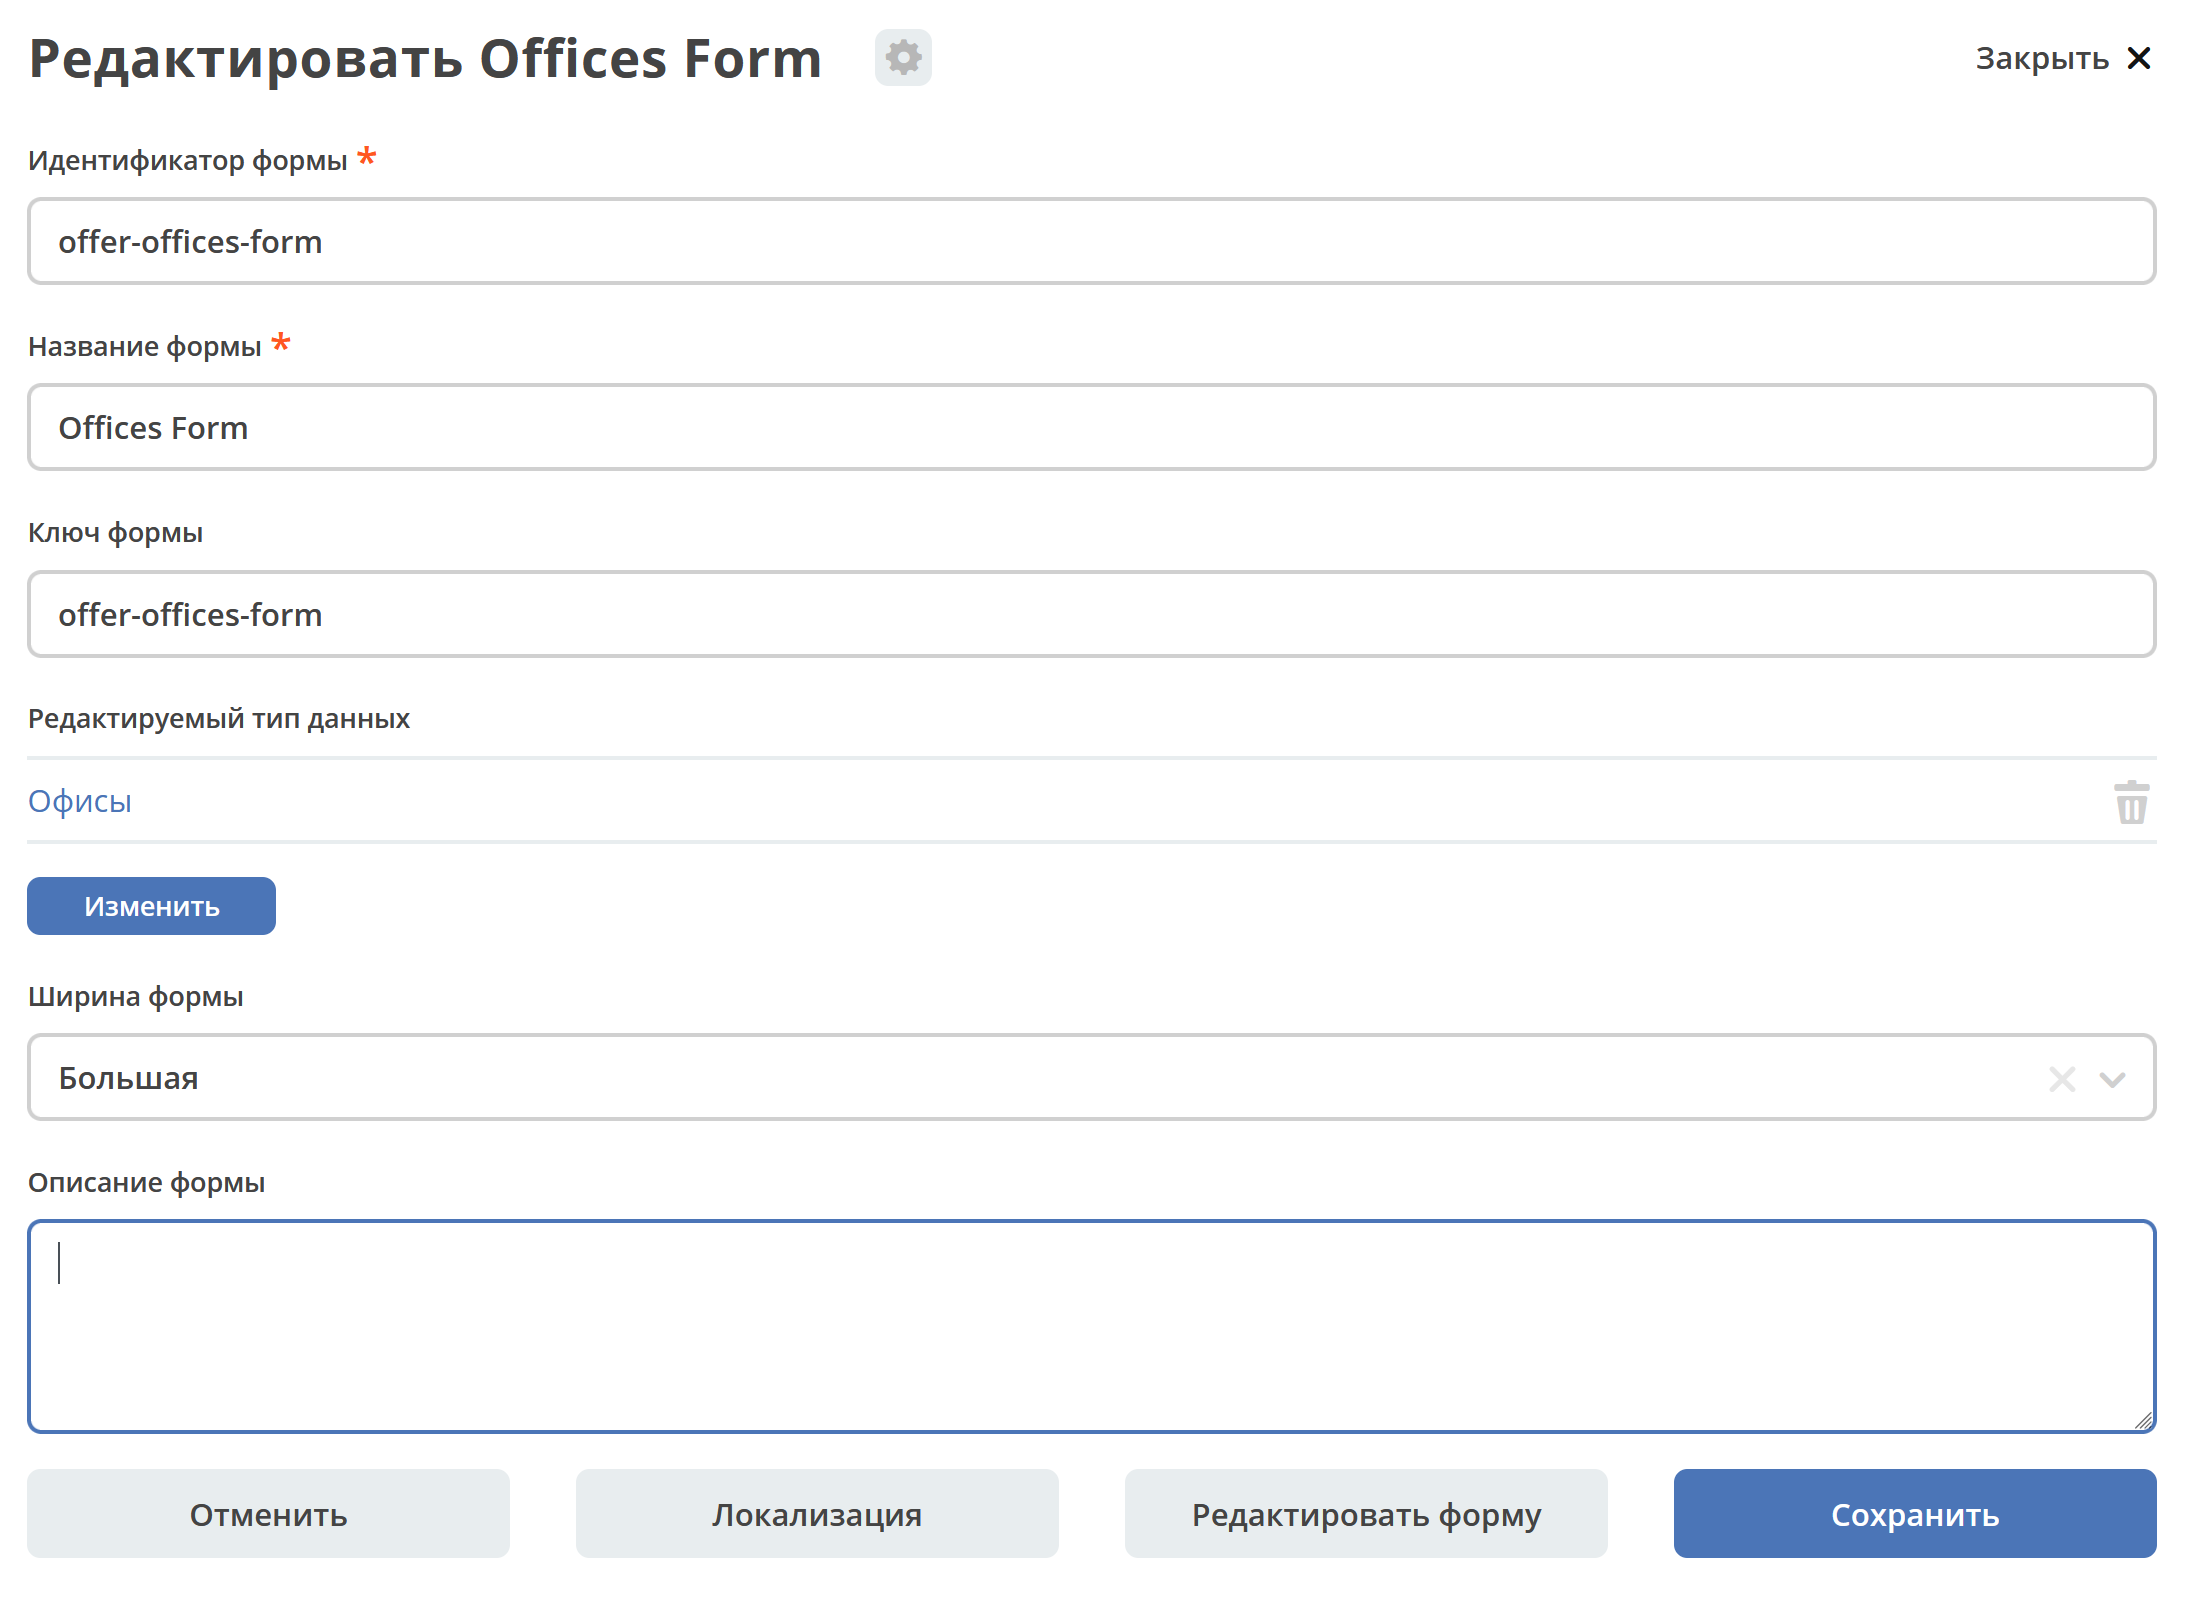 Редактировать Offices Form
Закрыть
Идентификатор формы *
offer-offices-form
Название формы *
Offices Form
Ключ формы
offer-offices-form
Редактируемый тип данных
Офисы
Изменить
Ширина формы
Большая
Описание формы
Отменить
Локализация
Редактировать форму
Сохранить